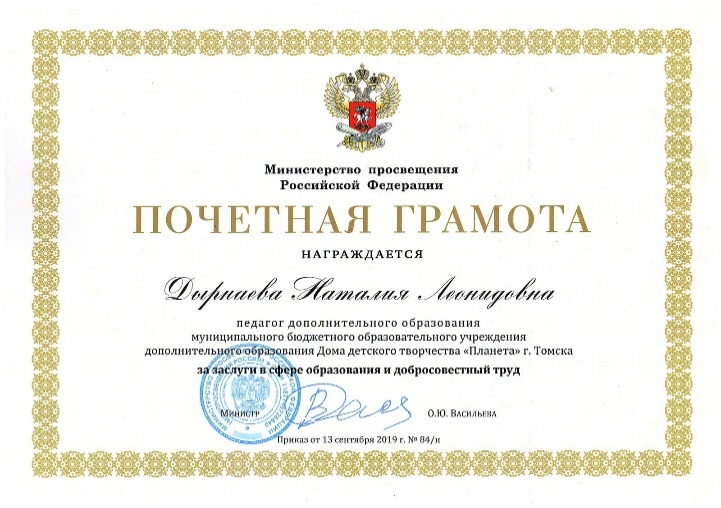 Министерство просвещения
Российской Федерации
ПОЧЕТНАЯ ГРАМОТА
НАГРАЖДАЕТСЯ
Дырнаева Наталия Леонидовна
педагог дополнительного образования
муниципального бюджетного образовательного учреждения
дополнительного образования Дома детского творчества «Планета» г. Томска
за заслуги в сфере образования и добросовестный труд
Министр О.Ю. Васильева
Приказ от 13 сентября 2019 г. № 84/н